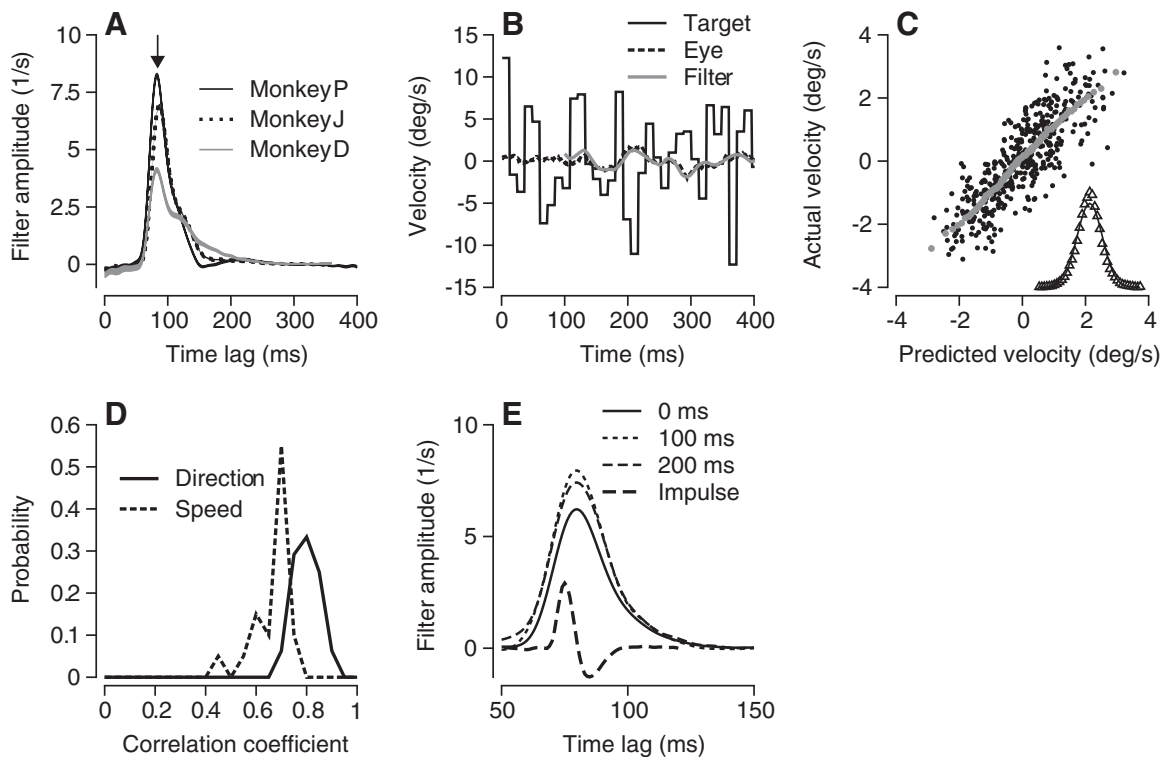 A
Filter amplitude (1/s)
10
7.5
5
2.5
0
MonkeyP
MonkeyJ
MonkeyD
0 100 200 300 400
Time lag (ms)
B
Velocity (deg/s)
15
10
5
0
-5
-10
-15
Target
Eye
Filter
0 100 200 300 400
Time (ms)
C
Actual velocity (deg/s)
4
2
0
-2
-4
-4 -2 0 2 4
Predicted velocity (deg/s)
D
Probability
0.6
0.5
0.4
0.3
0.2
0.1
0
Direction
Speed
0 0.2 0.4 0.6 0.8 1
Correlation coefficient
E
Filter amplitude (1/s)
10
5
0
0 ms
100 ms
200 ms
Impulse
50 100 150
Time lag (ms)